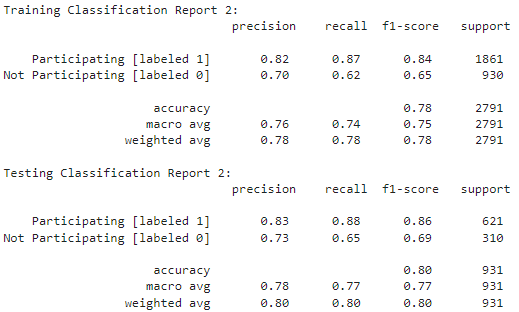 Training Classification Report 2:
precision recall f1-score support
Participating [labeled 1] 0.82 0.87 0.84 1861
Not Participating [labeled 0] 0.70 0.62 0.65 930
accuracy 0.78 2791
macro avg 0.76 0.74 0.75 2791
weighted avg 0.78 0.78 0.78 2791
Testing Classification Report 2:
precision recall f1-score support
Participating [labeled 1] 0.83 0.88 0.86 621
Not Participating [labeled 0] 0.73 0.65 0.69 310
accuracy 0.80 931
macro avg 0.78 0.77 0.77 931
weighted avg 0.80 0.80 0.80 931